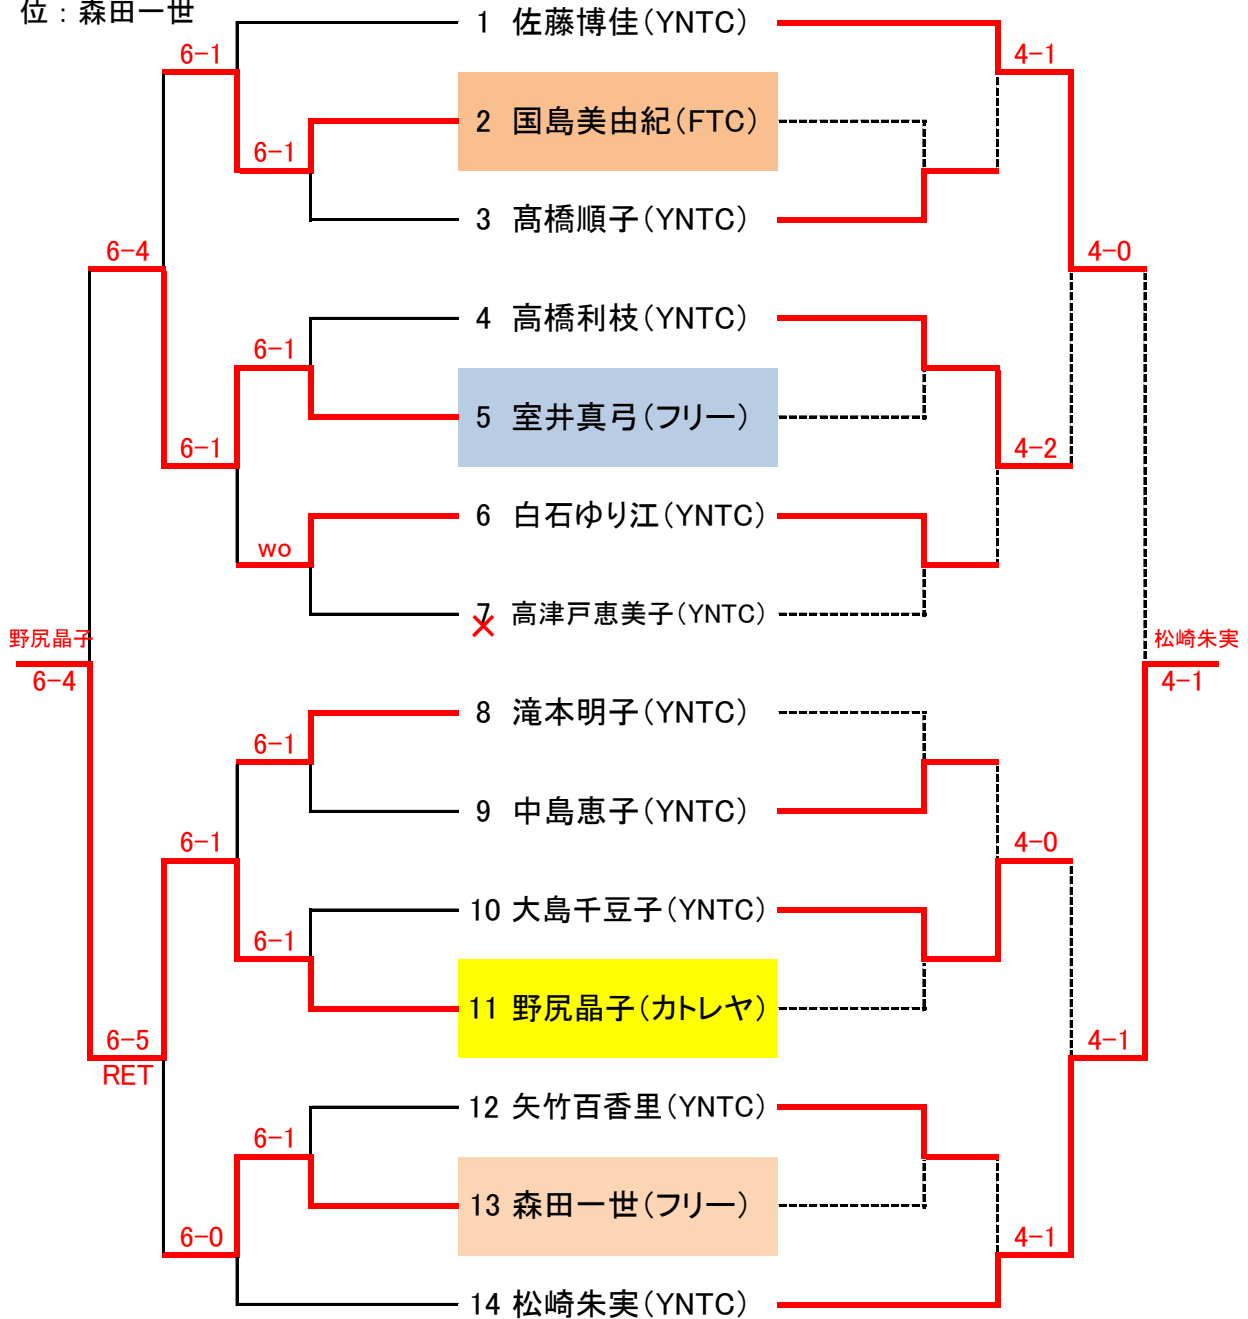 位：森田一世
1 佐藤博佳(YNTC)
6-1
4-1
2 国島美由紀(FTC)
6-1
3 髙橋順子(YNTC)
6-4
4-0
4 高橋利枝(YNTC)
6-1
5 室井真弓(フリー)
6-1
4-2
6 白石ゆり江(YNTC)
wo
7 高津戸恵美子(YNTC)
×
野尻晶子
松崎朱実
6-4
4-1
8 滝本明子(YNTC)
6-1
9 中島恵子(YNTC)
6-1
4-0
10 大島千豆子(YNTC)
6-1
11 野尻晶子(カトレヤ)
6-5
4-1
RET
12 矢竹百香里(YNTC)
6-1
13 森田一世(フリー)
6-0
4-1
14 松崎朱実(YNTC)